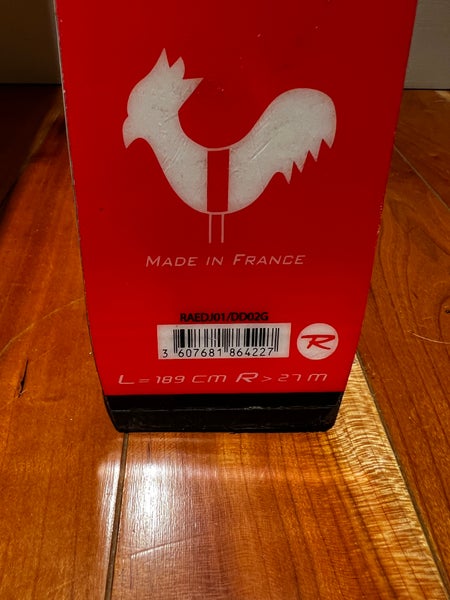 MADE IN FRANCE
RAEDJ01/DD02G
3 607681 864227
R
L = 189 CM R > 27 M